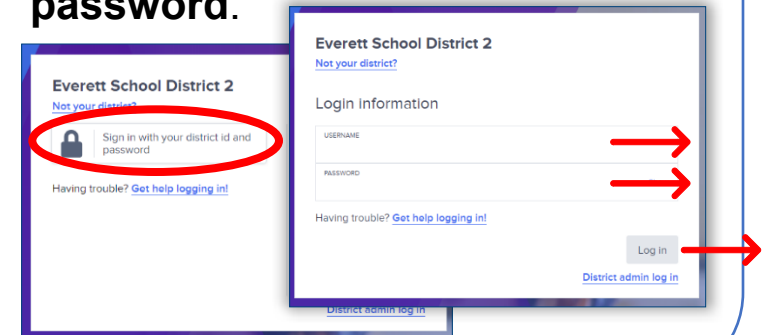 password.
Everett School District 2
Not your district?
Sign in with your district id and
password
Having trouble? Get help logging in!
District admin log in
Everett School District 2
Not your district?
Login information
USERNAME
PASSWORD
Having trouble? Get help logging in!
Log in
District admin log in